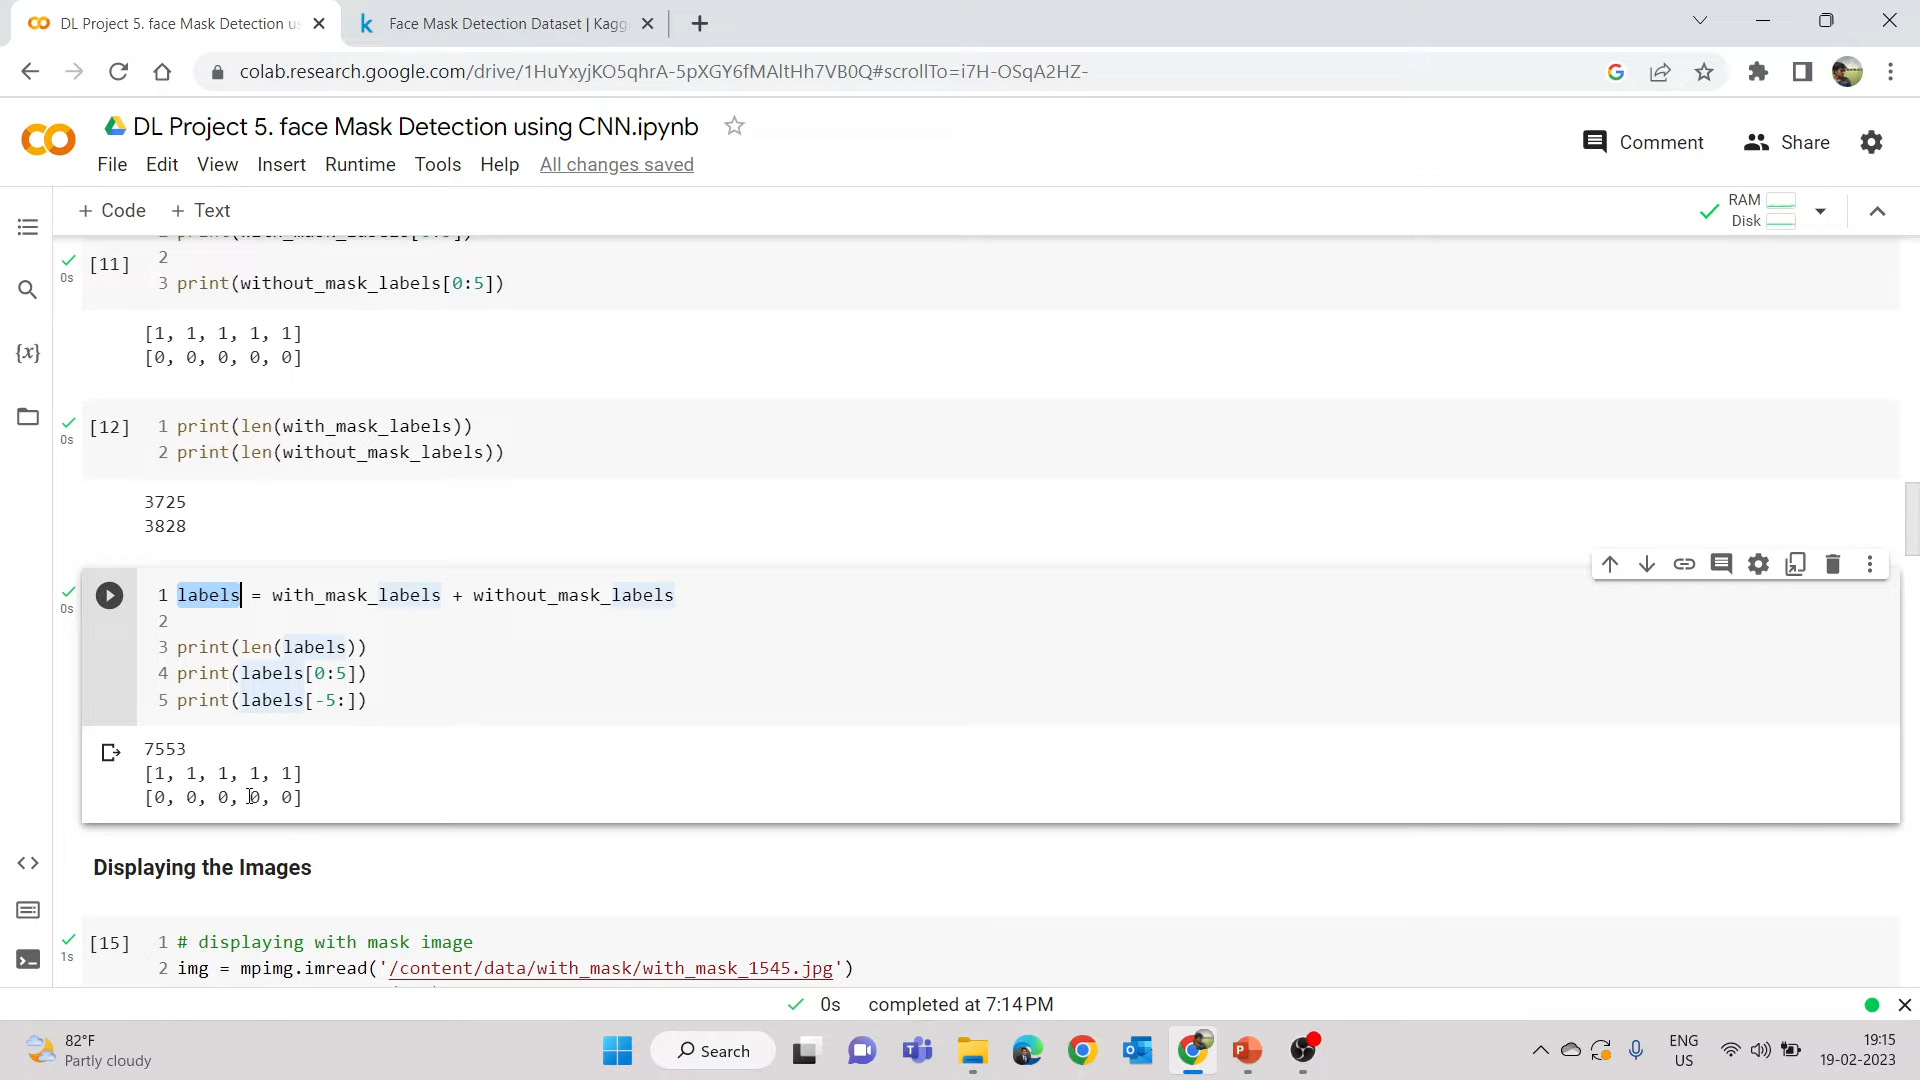 DL Project 5. face Mask Detection us
Face Mask Detection Dataset | Kagg
colab.research.google.com/drive/1HuYxyjKO5qhrA-5pXGY6fMAltHh7VB0Q#scrollTo=i7H-OSqA2HZ-
DL Project 5. face Mask Detection using CNN.ipynb
Comment
Share
File Edit View Insert Runtime Tools Help All changes saved
+ Code + Text
RAM
Disk
[11]
0s
2
3 print(without_mask_labels[0:5])
[1, 1, 1, 1, 1]
[0, 0, 0, 0, 0]
[12]
0s
1 print(len(with_mask_labels))
2 print(len(without_mask_labels))
3725
3828
0s
1 labels = with_mask_labels + without_mask_labels
2
3 print(len(labels))
4 print(labels[0:5])
5 print(labels[-5:])
7553
[1, 1, 1, 1, 1]
[0, 0, 0, 0, 0]
Displaying the Images
[15]
1s
1 # displaying with mask image
2 img = mpimg.imread('/content/data/with_mask/with_mask_1545.jpg')
0s completed at 7:14 PM
82°F
Partly cloudy
Search
ENG
US
19:15
19-02-2023